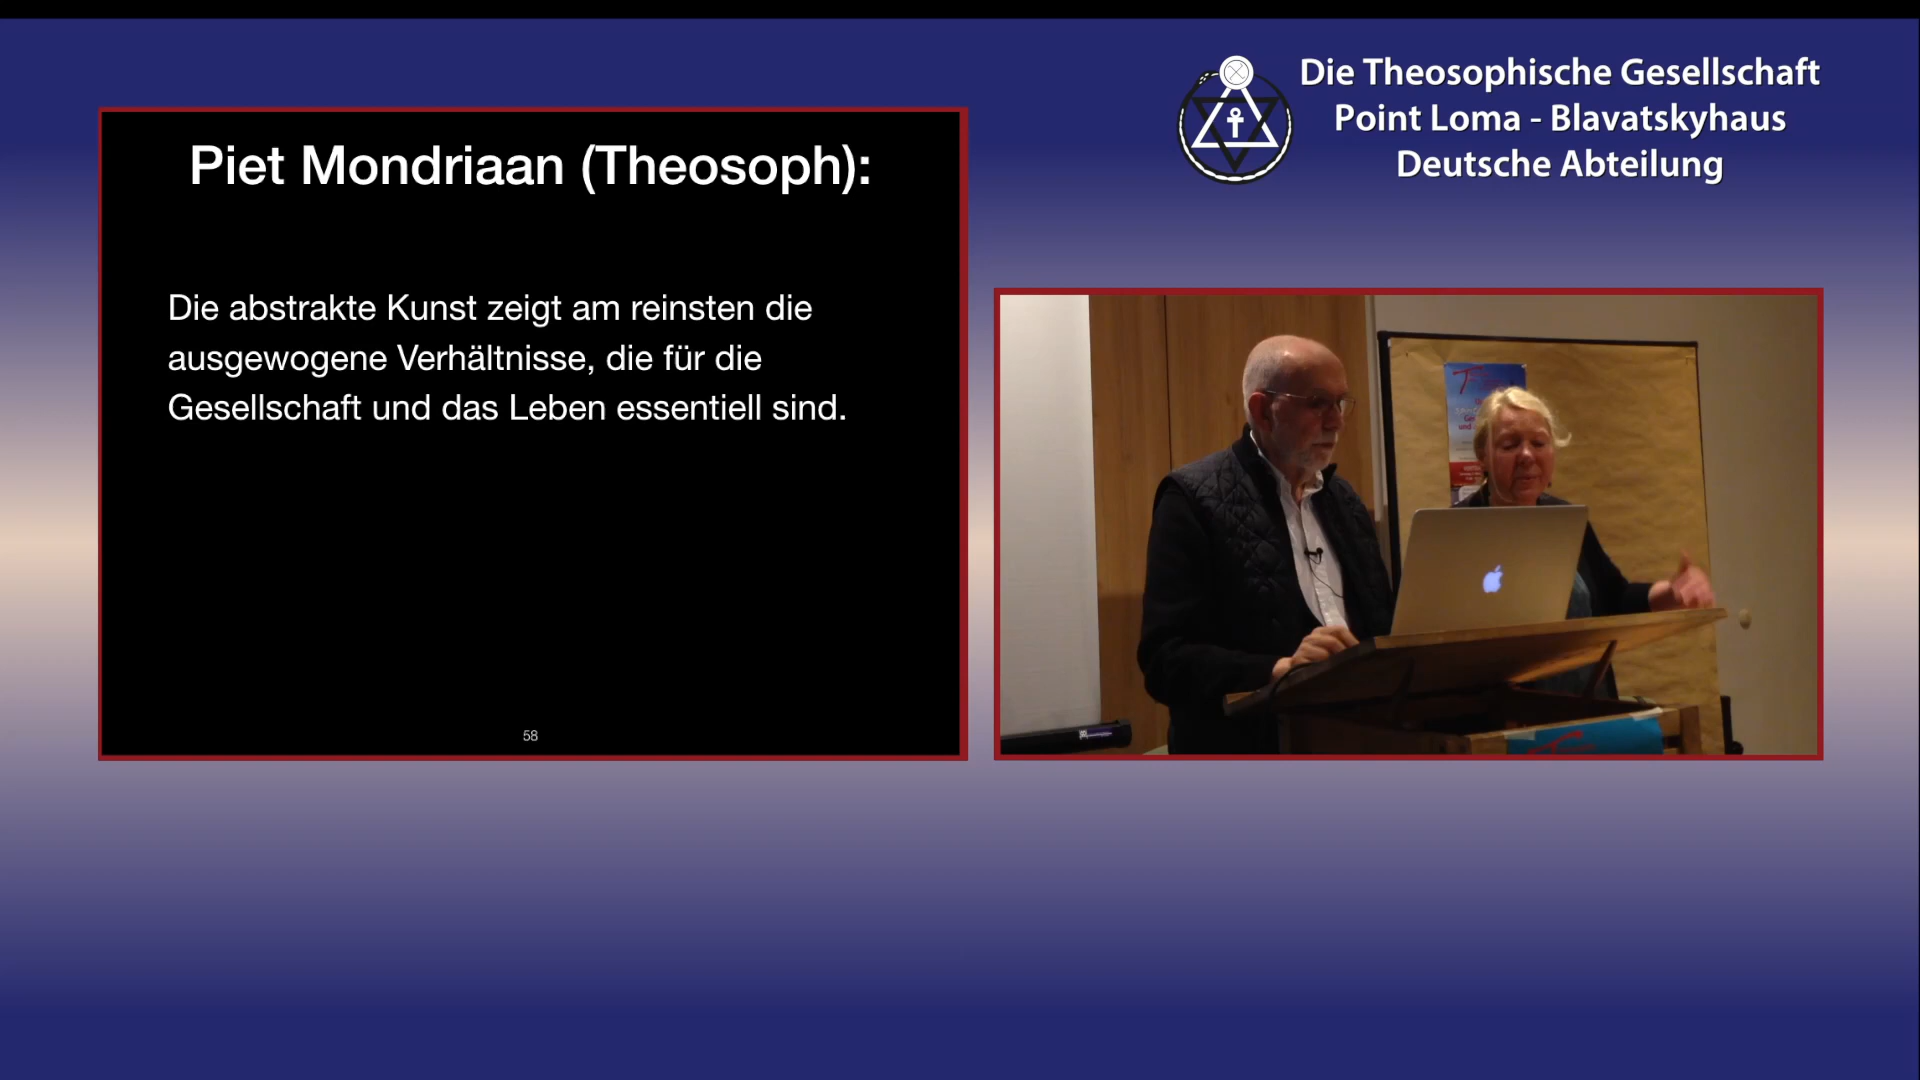 Die Theosophische Gesellschaft
Point Loma - Blavatskyhaus
Deutsche Abteilung
Piet Mondriaan (Theosoph):
Die abstrakte Kunst zeigt am reinsten die
ausgewogene Verhältnisse, die für die
Gesellschaft und das Leben essentiell sind.
58